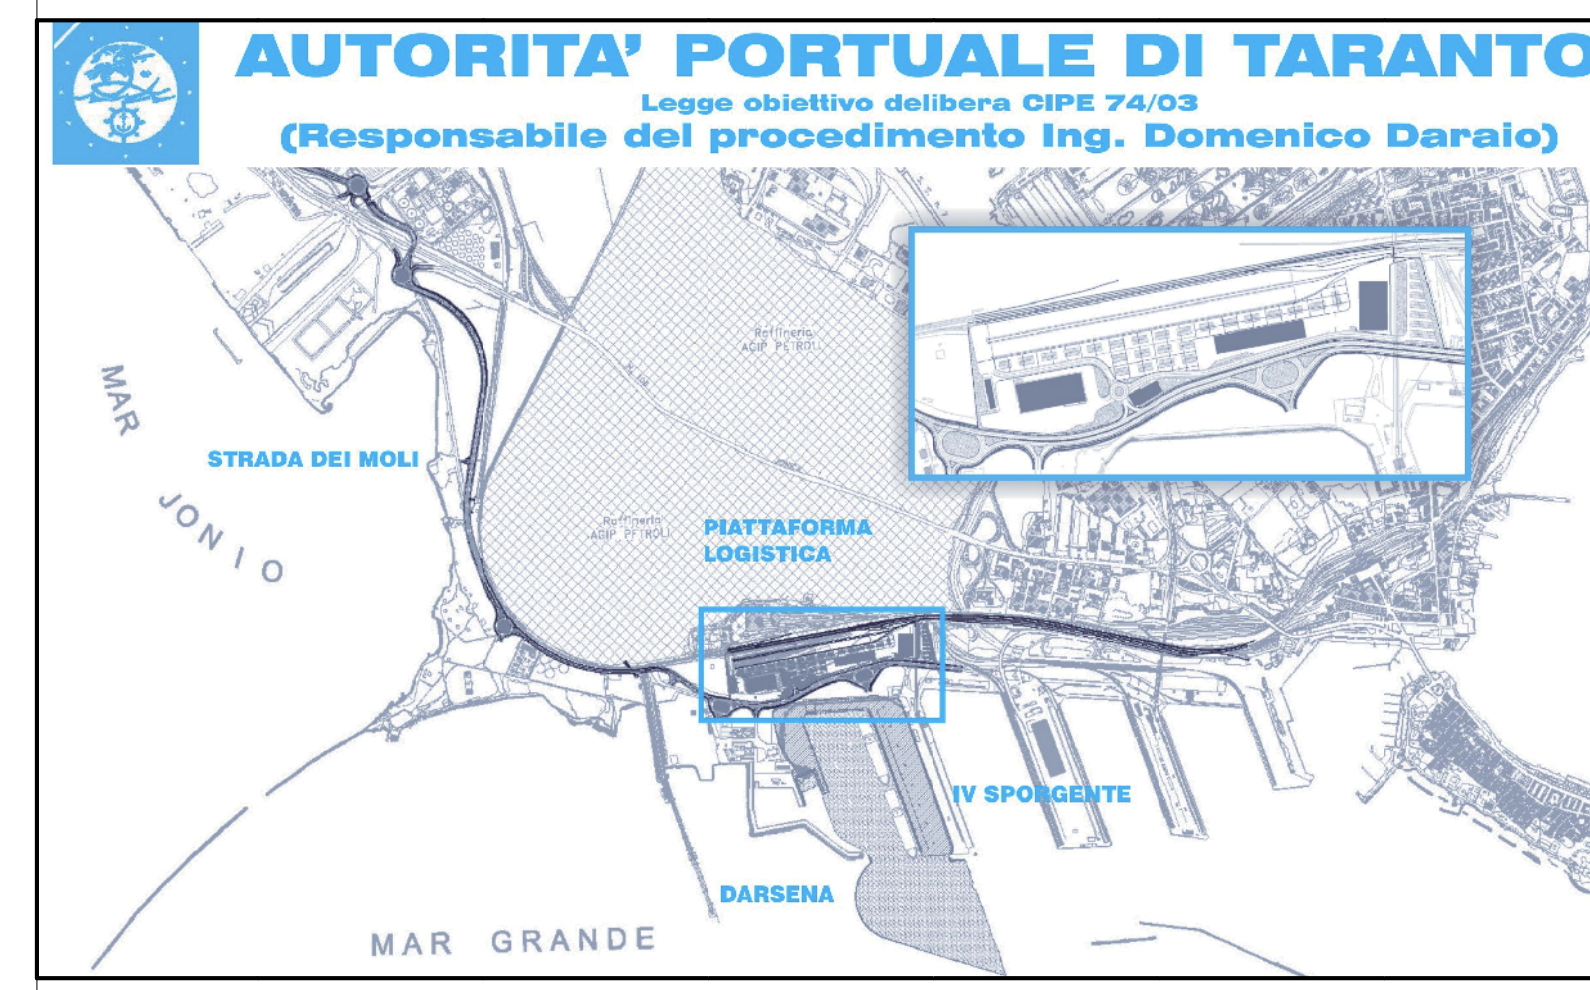 AUTORITA' PORTUALE DI TARANTO
Legge obiettivo delibera CIPE 74/03
(Responsabile del procedimento Ing. Domenico Daraio)
Raffineria
AGIP PETROLI
MAR
JONIO
STRADA DEI MOLI
Raffineria
AGIP PETROLI
PIATTAFORMA
LOGISTICA
IV SPORGENTE
DARSENA
MAR GRANDE